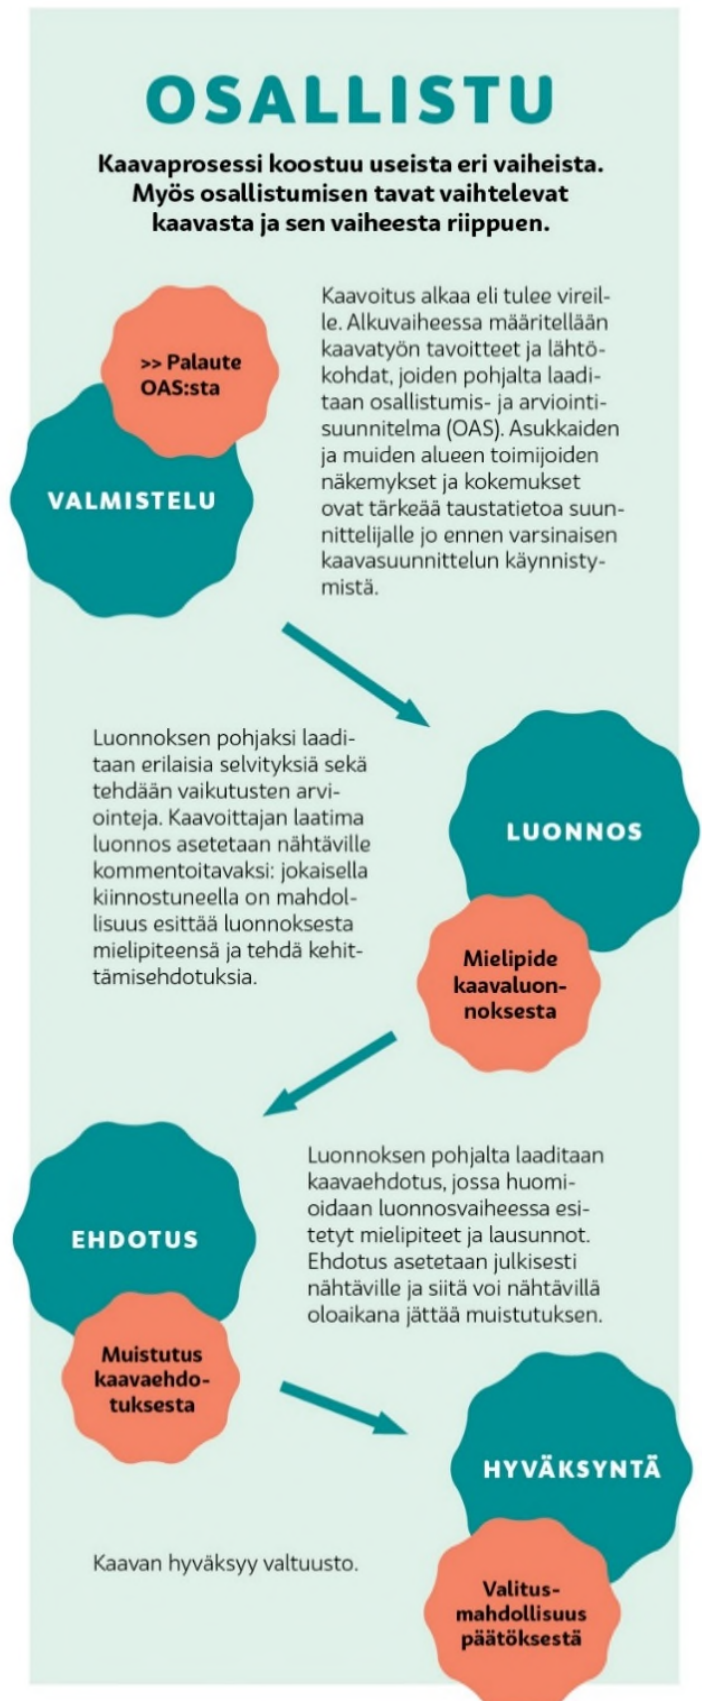 OSALLISTU
Kaavaprosessi koostuu useista eri vaiheista.
Myös osallistumisen tavat vaihtelevat
kaavasta ja sen vaiheesta riippuen.
>> Palaute
OAS:sta
VALMISTELU
Kaavoitus alkaa eli tulee vireil-
le. Alkuvaiheessa määritellään
kaavatyön tavoitteet ja lähtö-
kohdat, joiden pohjalta laadi-
taan osallistumis- ja arviointi-
suunnitelma (OAS). Asukkaiden
ja muiden alueen toimijoiden
näkemykset ja kokemukset
ovat tärkeää taustatietoa suun-
nittelijalle jo ennen varsinaisen
kaavasuunnittelun käynnisty-
mistä.
Luonnoksen pohjaksi laadi-
taan erilaisia selvityksiä sekä
tehdään vaikutusten arvi-
ointeja. Kaavoittajan laatima
luonnos asetetaan nähtäville
kommentoitavaksi: jokaisella
kiinnostuneella on mahdol-
lisuus esittää luonnoksesta
mielipiteensä ja tehdä kehit-
tämisehdotuksia.
LUONNOS
Mielipide
kaavaluon-
noksesta
EHDOTUS
Muistutus
kaavaehdo-
tuksesta
Luonnoksen pohjalta laaditaan
kaavaehdotus, jossa huomi-
oidaan luonnosvaiheessa esi-
tetyt mielipiteet ja lausunnot.
Ehdotus asetetaan julkisesti
nähtäville ja siitä voi nähtävillä
oloaikana jättää muistutuksen.
HYVÄKSYNTÄ
Kaavan hyväksyy valtuusto.
Valitus-
mahdollisuus
päätöksestä